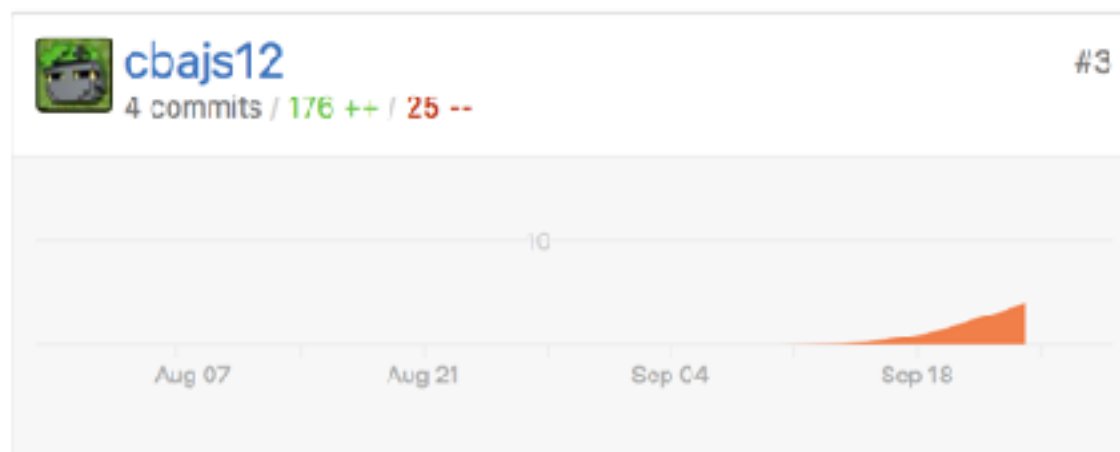 cbajs12
#3
4 commits / 176 ++ / 25 --
10
Aug 07 Aug 21 Sep 04 Sep 18